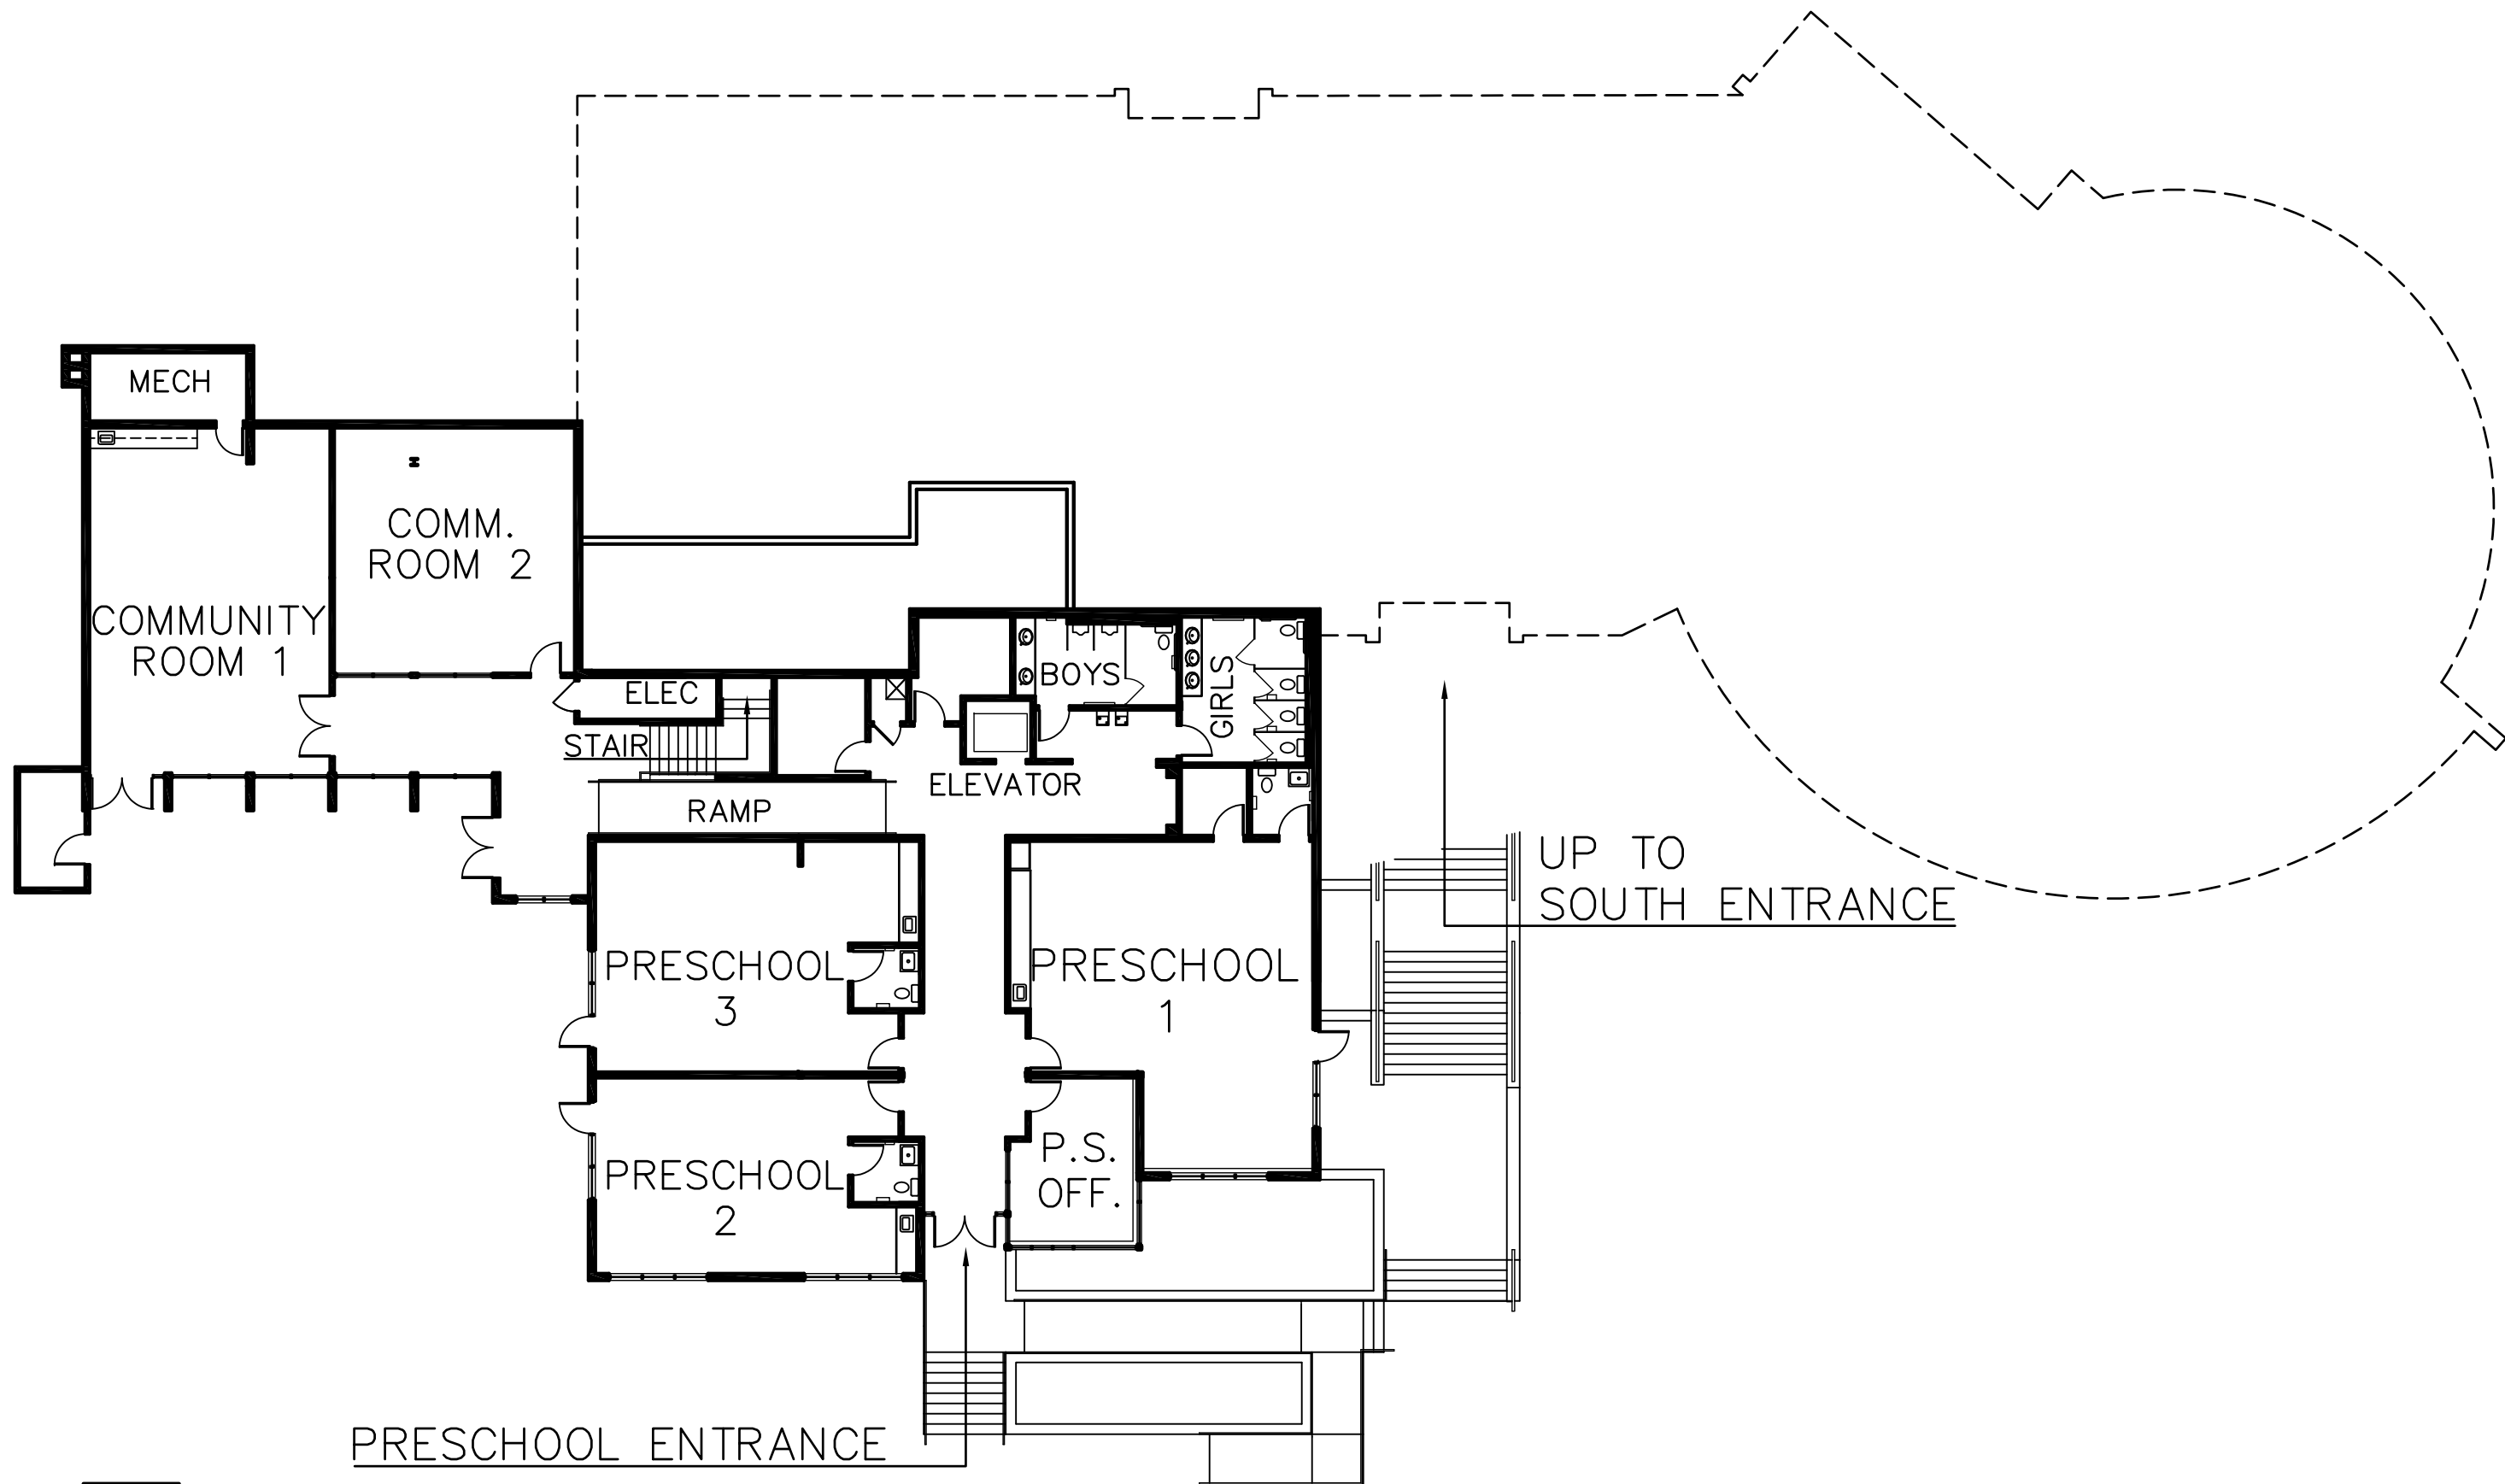 MECH
COMM.
ROOM 2
COMMUNITY
ROOM 1
ELEC
BOYS
GIRLS
STAIR
ELEVATOR
RAMP
UP TO
SOUTH ENTRANCE
PRESCHOOL
3
PRESCHOOL
1
P.S.
OFF.
PRESCHOOL
2
PRESCHOOL ENTRANCE